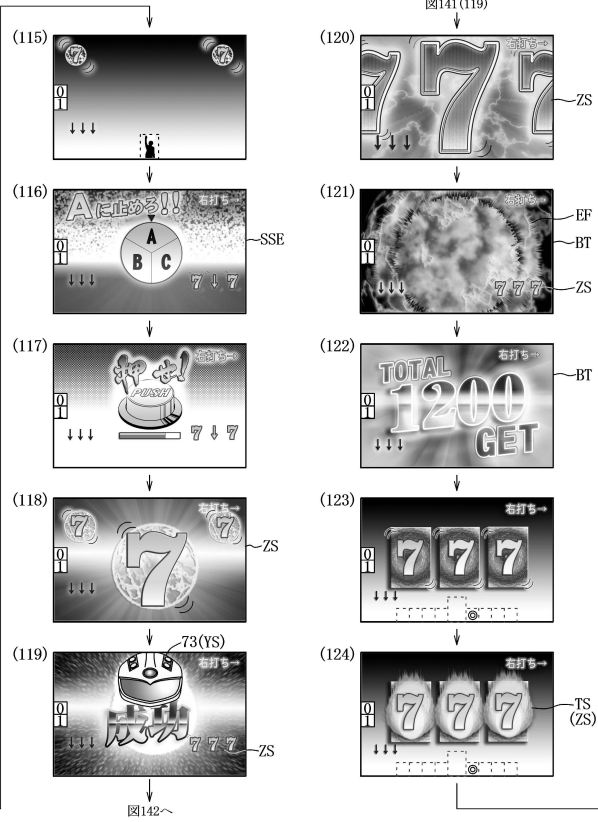 図141(119)
(115)
7
7
0
1
↓↓↓
(116)
Aに止めろ!!
右打ち→
A
B C
0
1
↓↓↓
7↓7
SSE
(117)
右打ち→
押せ!
PUSH
0
1
↓↓↓
7↓7
(118)
右打ち→
7
7
7
0
1
↓↓↓
ZS
(119)
73(YS)
右打ち→
成功
0
1
↓↓↓
777
ZS
図142へ
(120)
右打ち→
7
7
7
0
1
↓↓↓
ZS
(121)
右打ち→
EF
BT
0
1
↓↓↓
777
ZS
(122)
右打ち→
TOTAL
1200
GET
0
1
↓↓↓
BT
(123)
右打ち→
7 7 7
0
1
↓↓↓
◎
(124)
右打ち→
7 7 7
0
1
↓↓↓
◎
TS
(ZS)